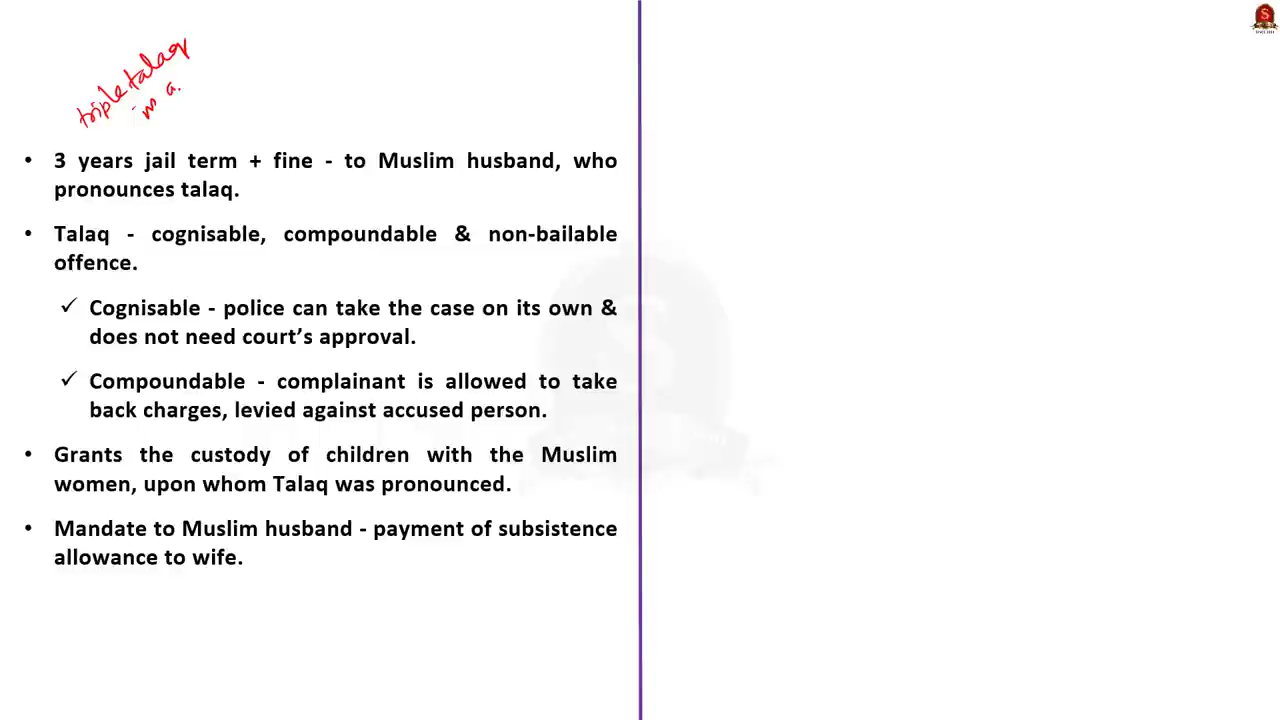 triple talaq
in a.
• 3 years jail term + fine - to Muslim husband, who
pronounces talaq.
• Talaq - cognisable, compoundable & non-bailable
offence.
✓ Cognisable - police can take the case on its own &
does not need court’s approval.
✓ Compoundable - complainant is allowed to take
back charges, levied against accused person.
• Grants the custody of children with the Muslim
women, upon whom Talaq was pronounced.
• Mandate to Muslim husband - payment of subsistence
allowance to wife.